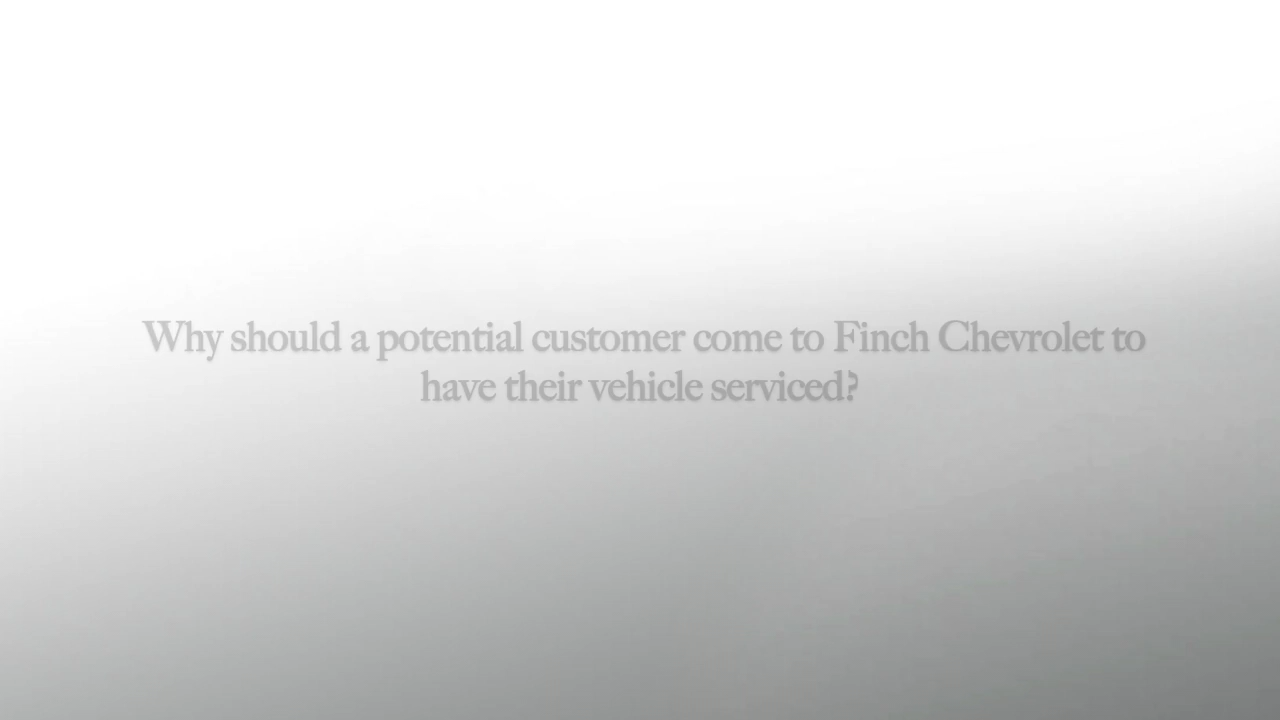 Why should a potential customer come to Finch Chevrolet to
have their vehicle serviced?